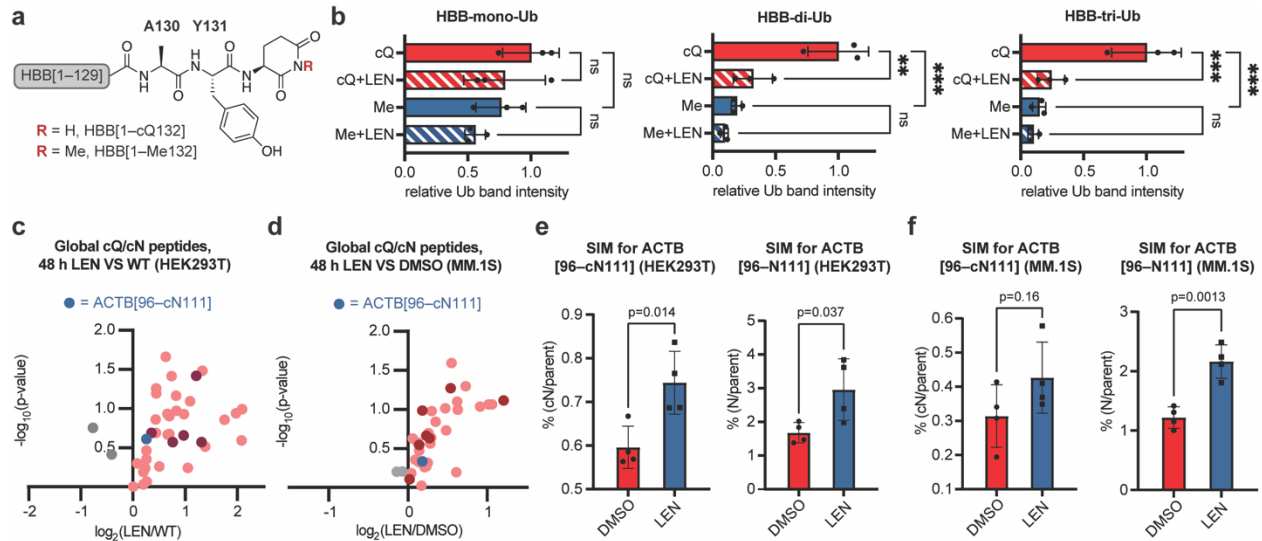 a
A130 Y131
HBB[1–129]
O
H
N
O
H
N
O
N
H
O
NR
O
OH
R = H, HBB[1–cQ132]
R = Me, HBB[1–Me132]
b
HBB-mono-Ub
cQ
cQ+LEN
Me
Me+LEN
ns
ns
ns
0.0 0.5 1.0
relative Ub band intensity
HBB-di-Ub
cQ
cQ+LEN
Me
Me+LEN
**
***
ns
0.0 0.5 1.0
relative Ub band intensity
HBB-tri-Ub
cQ
cQ+LEN
Me
Me+LEN
***
***
ns
0.0 0.5 1.0
relative Ub band intensity
c
Global cQ/cN peptides,
48 h LEN VS WT (HEK293T)
= ACTB[96–cN111]
-log10(p-value)
2.0
1.5
1.0
0.5
-2 -1 0 1 2
log2(LEN/WT)
d
Global cQ/cN peptides,
48 h LEN VS DMSO (MM.1S)
= ACTB[96–cN111]
-log10(p-value)
2.0
1.5
1.0
0.5
-1 0 1
log2(LEN/DMSO)
e
SIM for ACTB
[96–cN111] (HEK293T)
p=0.014
% (cN/parent)
0.9
0.8
0.7
0.6
0.5
DMSO
LEN
SIM for ACTB
[96–N111] (HEK293T)
p=0.037
% (N/parent)
5
4
3
2
1
0
DMSO
LEN
f
SIM for ACTB
[96–cN111] (MM.1S)
p=0.16
% (cN/parent)
0.6
0.5
0.4
0.3
0.2
0.1
DMSO
LEN
SIM for ACTB
[96–N111] (MM.1S)
p=0.0013
% (N/parent)
3
2
1
0
DMSO
LEN